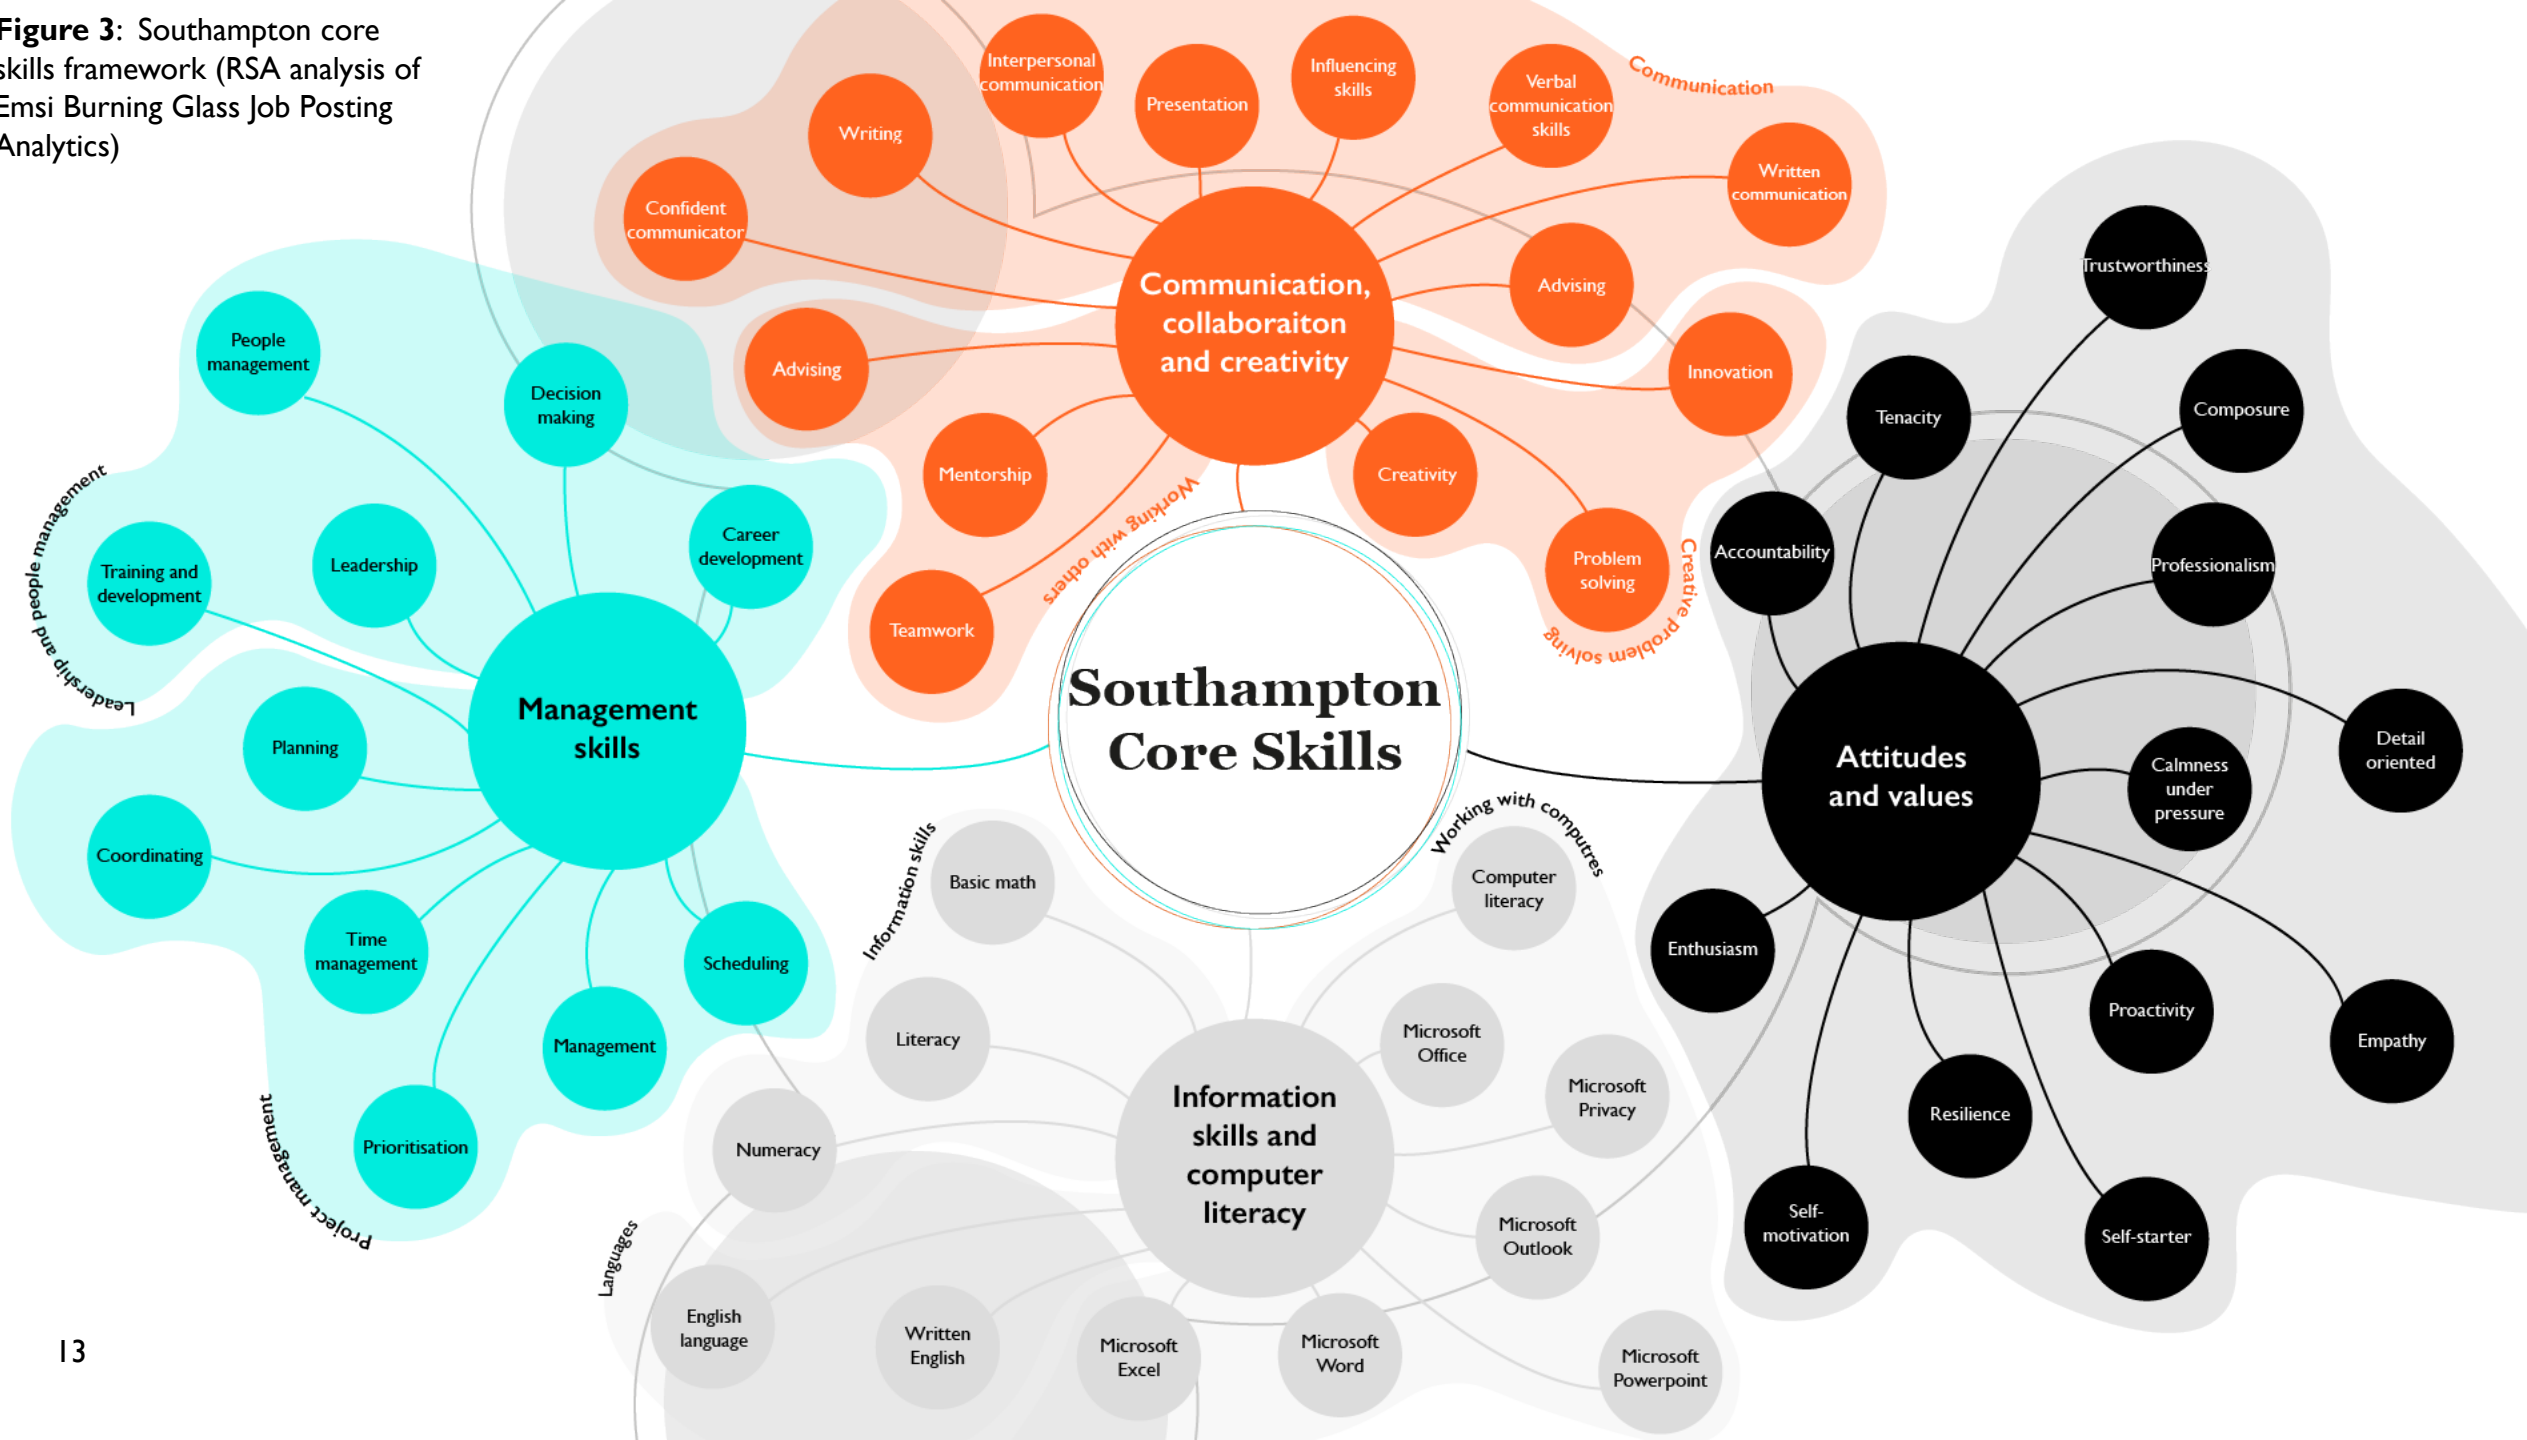 Figure 3: Southampton core
skills framework (RSA analysis of
Emsi Burning Glass Job Posting
Analytics)
Communication
Interpersonal
communication
Presentation
Influencing
skills
Verbal
communication
skills
Writing
Written
communication
Confident
communicator
Advising
Communication,
collaboraiton
and creativity
Advising
Innovation
Mentorship
Creativity
Teamwork
Problem
solving
Working with others
Creative problem solving
People
management
Decision
making
Career
development
Leadership
Training and
development
Leadership and people management
Management
skills
Planning
Coordinating
Time
management
Scheduling
Management
Prioritisation
Project management
Southampton
Core Skills
Trustworthiness
Composure
Tenacity
Accountability
Professionalism
Detail
oriented
Calmness
under
pressure
Attitudes
and values
Enthusiasm
Proactivity
Empathy
Resilience
Self-
motivation
Self-starter
Information skills
Basic math
Literacy
Numeracy
Languages
English
language
Written
English
Information
skills and
computer
literacy
Working with computres
Computer
literacy
Microsoft
Office
Microsoft
Privacy
Microsoft
Outlook
Microsoft
Excel
Microsoft
Word
Microsoft
Powerpoint
13